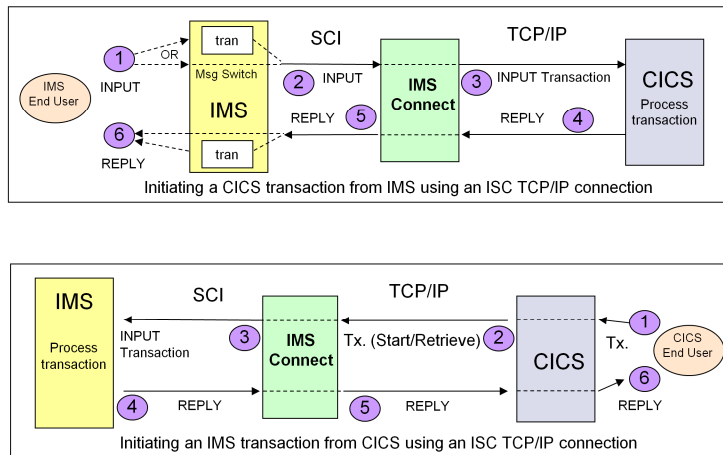 tran
SCI
TCP/IP
1
OR
IMS
End User
INPUT
Msg Switch
2
INPUT
IMS
Connect
3
INPUT Transaction
CICS
Process
transaction
IMS
6
REPLY
tran
REPLY
5
REPLY
4
Initiating a CICS transaction from IMS using an ISC TCP/IP connection
IMS
Process
transaction
SCI
TCP/IP
INPUT
Transaction
3
IMS
Connect
Tx. (Start/Retrieve)
2
CICS
1
Tx.
CICS
End User
4
REPLY
5
REPLY
6
REPLY
Initiating an IMS transaction from CICS using an ISC TCP/IP connection